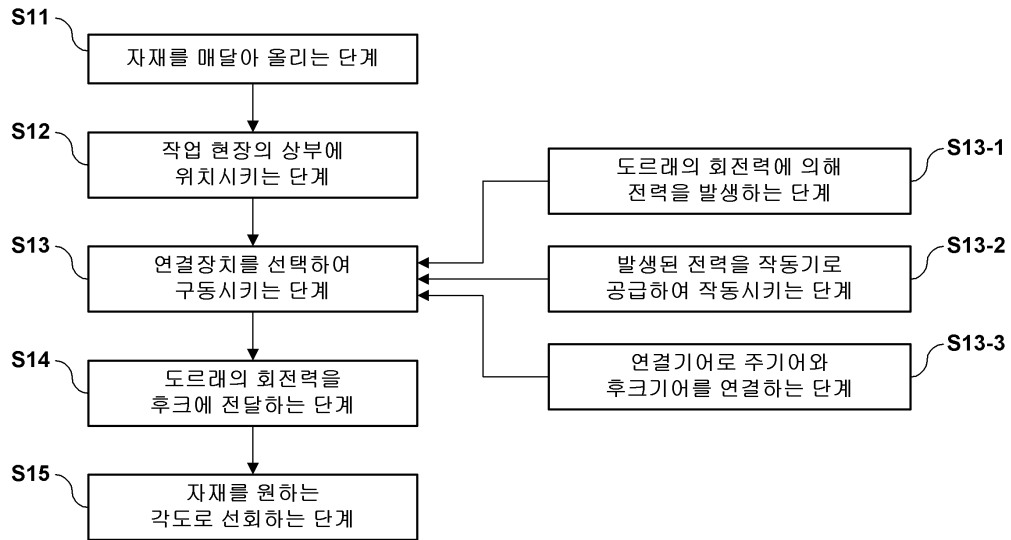 S11
자재를 매달아 올리는 단계
S12
작업 현장의 상부에
위치시키는 단계
S13
연결장치를 선택하여
구동시키는 단계
S13-1
도르래의 회전력에 의해
전력을 발생하는 단계
S13-2
발생된 전력을 작동기로
공급하여 작동시키는 단계
S13-3
연결기어로 주기어와
후크기어를 연결하는 단계
S14
도르래의 회전력을
후크에 전달하는 단계
S15
자재를 원하는
각도로 선회하는 단계